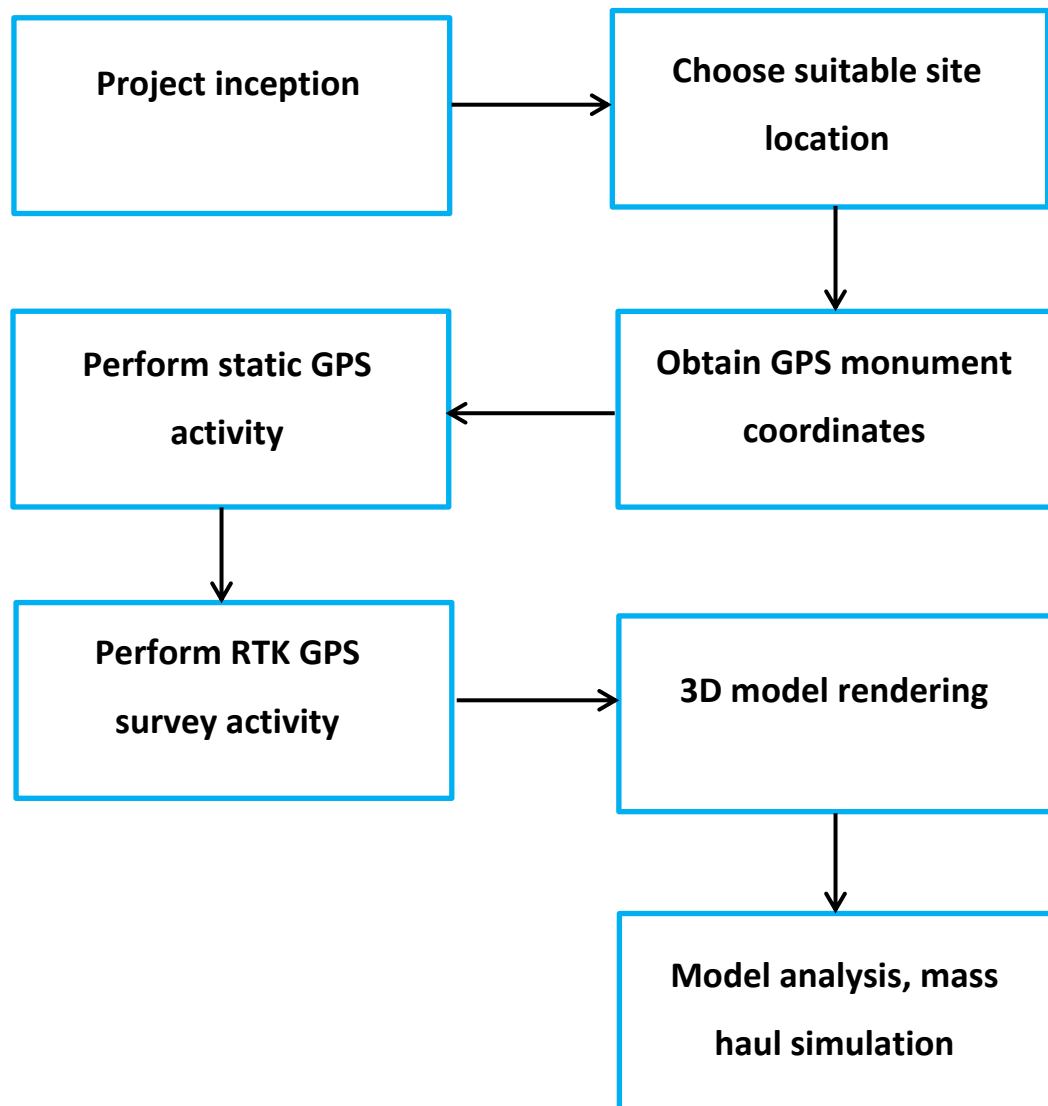 Project inception
Choose suitable site
location
Obtain GPS monument
coordinates
Perform static GPS
activity
Perform RTK GPS
survey activity
3D model rendering
Model analysis, mass
haul simulation